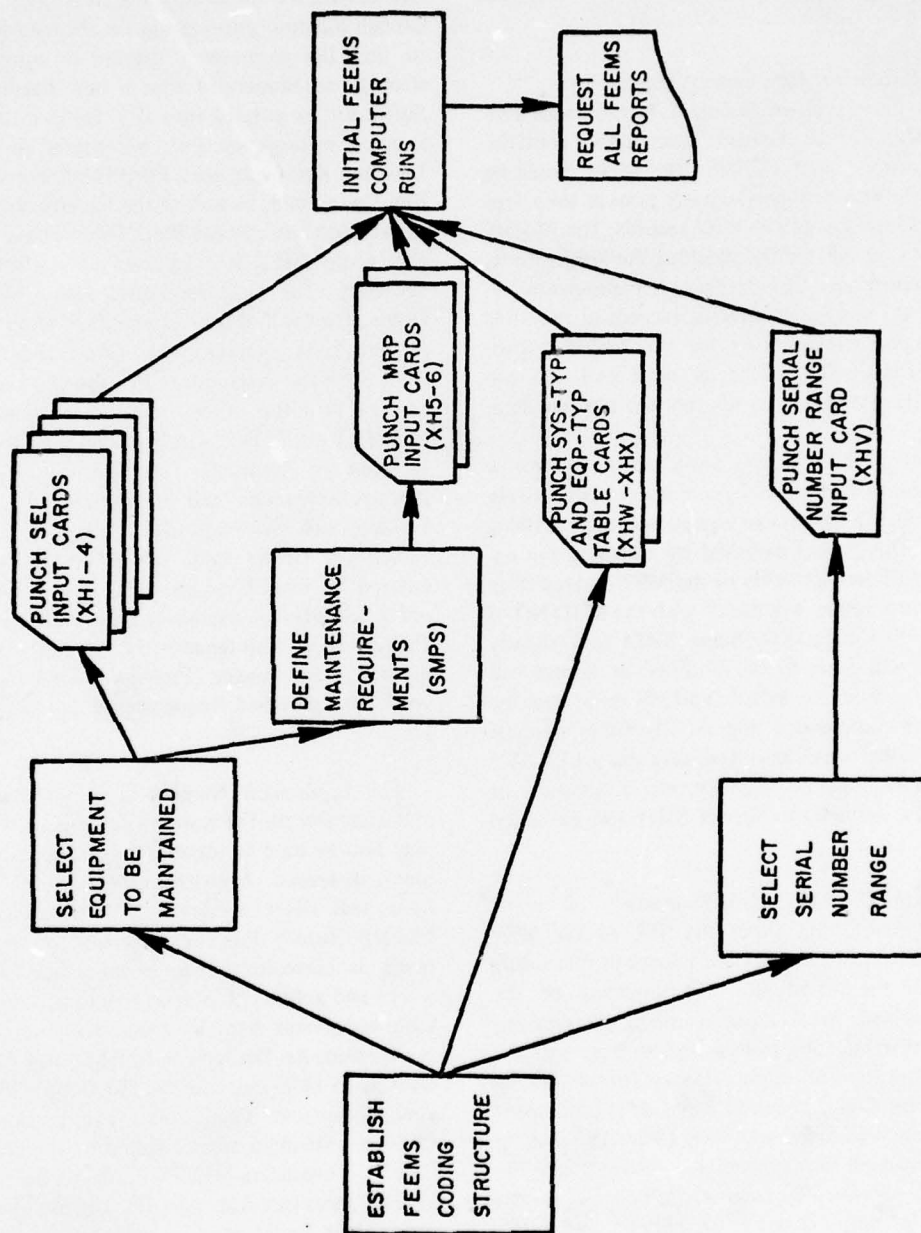 ESTABLISH
FEEMS
CODING
STRUCTURE
SELECT
EQUIPMENT
TO BE
MAINTAINED
SELECT
SERIAL
NUMBER
RANGE
DEFINE
MAINTENANCE
REQUIRE-
MENTS
(SMPS)
PUNCH SEL
INPUT CARDS
(XHI-4)
PUNCH MRP
INPUT CARDS
(XH5-6)
PUNCH SYS-TYP
AND EQP-TYP
TABLE CARDS
(XHW-XHX)
PUNCH SERIAL
NUMBER RANGE
INPUT CARD
(XHV)
INITIAL FEEMS
COMPUTER
RUNS
REQUEST
ALL FEEMS
REPORTS